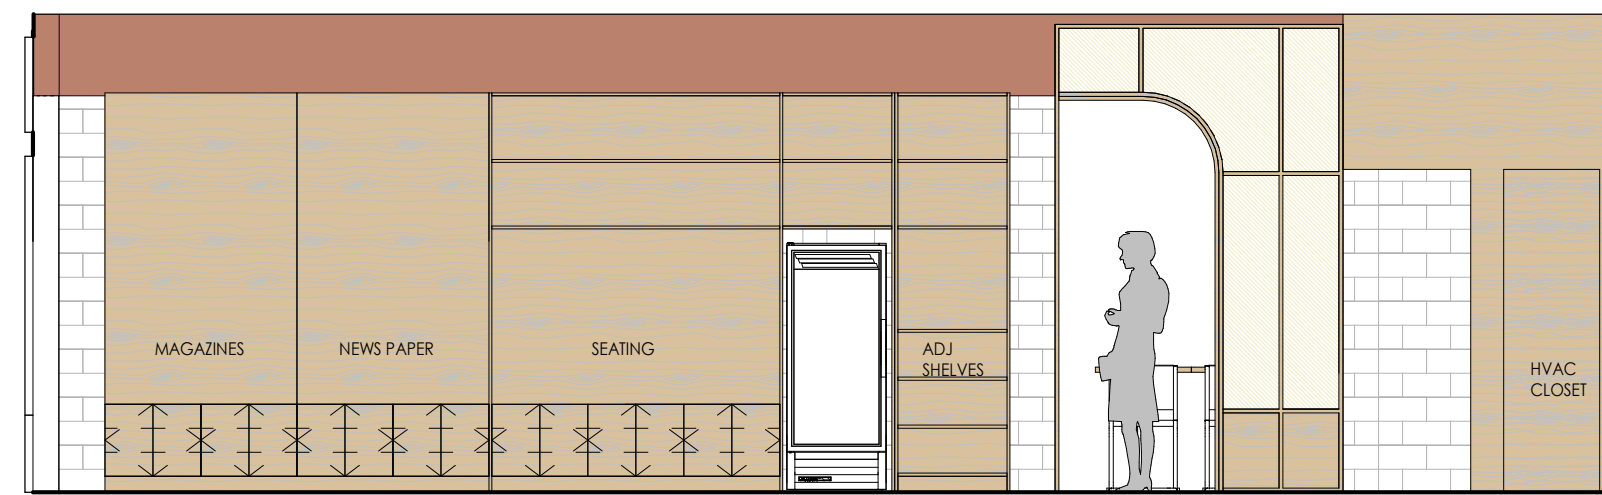 MAGAZINES
NEWS PAPER
SEATING
ADJ
SHELVES
HVAC
CLOSET